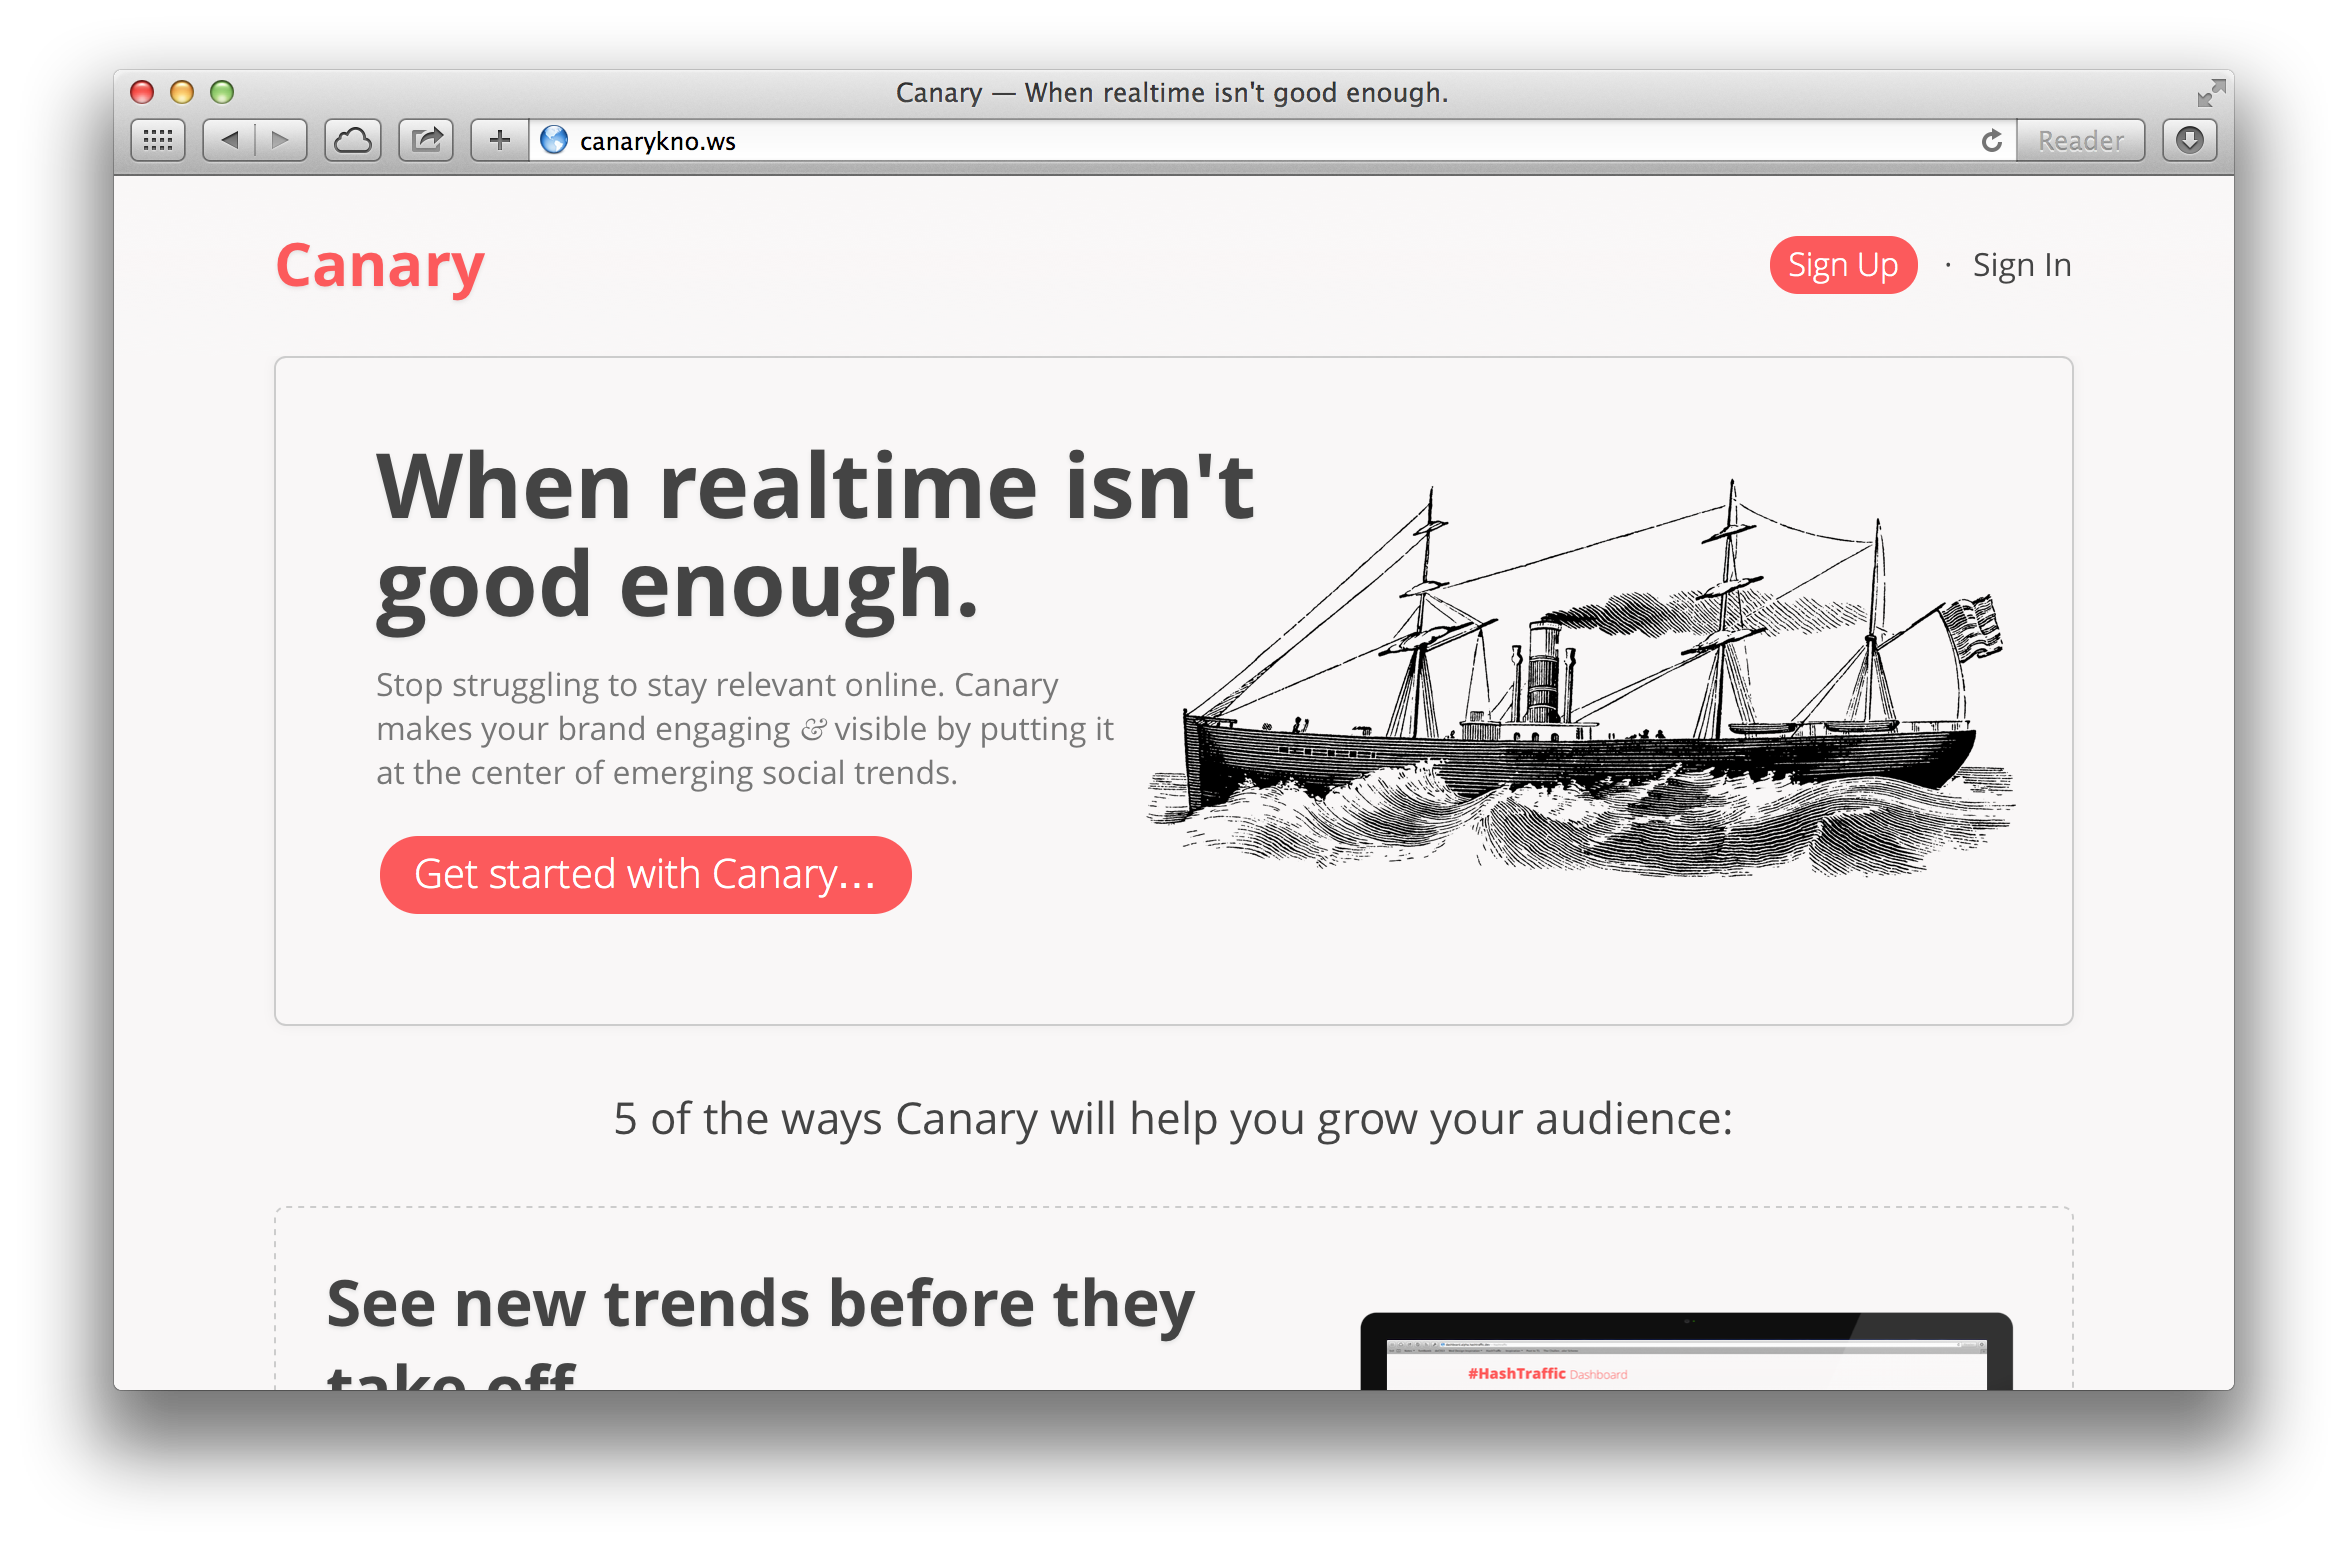 Canary — When realtime isn't good enough.
canarykno.ws
Reader
Canary
Sign Up · Sign In
When realtime isn't
good enough.
Stop struggling to stay relevant online. Canary
makes your brand engaging & visible by putting it
at the center of emerging social trends.
Get started with Canary...
5 of the ways Canary will help you grow your audience:
See new trends before they
take off
#HashTraffic Dashboard